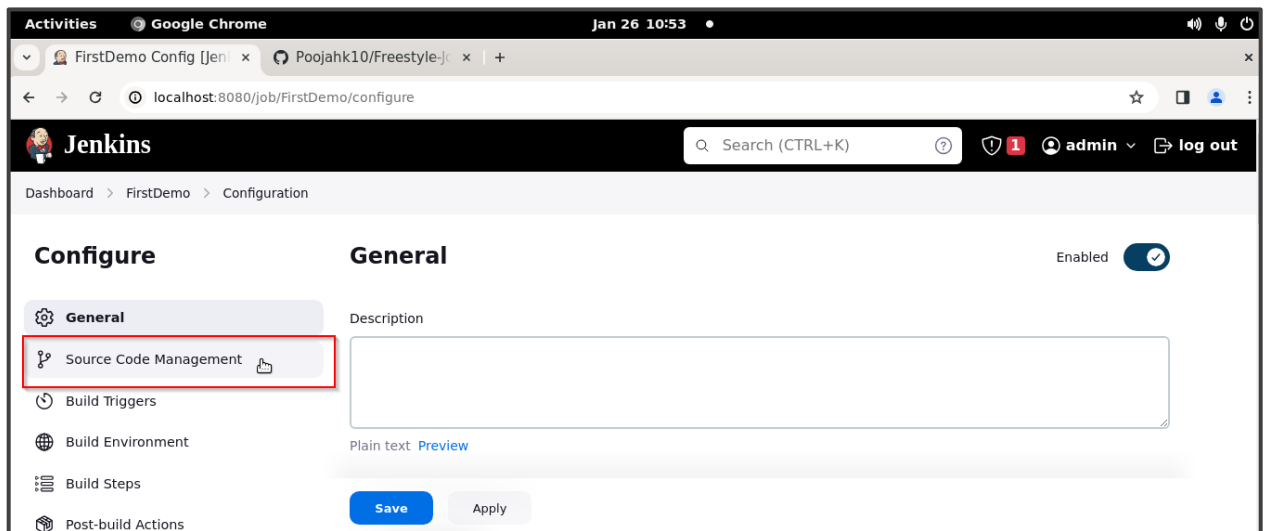 Activities Google Chrome Jan 26 10:53
FirstDemo Config [Jen Poojahk10/Freestyle-Jo
localhost:8080/job/FirstDemo/configure
Jenkins Search (CTRL+K) 1 admin log out
Dashboard > FirstDemo > Configuration
Configure General Enabled
General Description
Source Code Management
Build Triggers
Build Environment Plain text Preview
Build Steps
Save Apply
Post-build Actions